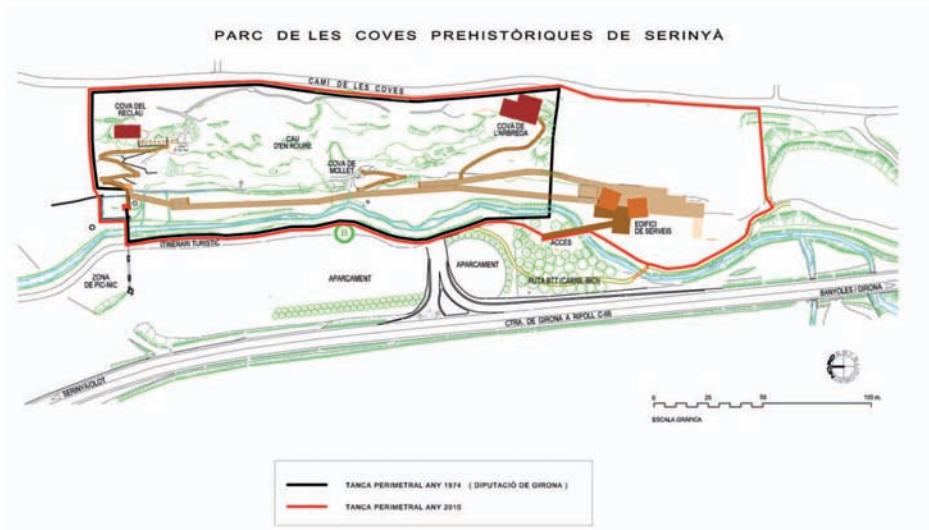 PARC DE LES COVES PREHISTÒRIQUES DE SERINYÀ
CAMÍ DE LES COVES
COVA DEL
RECLAU
CAU
D'EN ROURE
COVA DE
MOLLET
COVA DE
L'ARBREDA
EDIFICI
DE SERVEIS
ACCÉS
ITINERARI TURÍSTIC
ZONA
DE PIC-NIC
APARCAMENT
APARCAMENT
RUTA BTT
BANYOLES / GIRONA
CTRA. DE GIRONA A RIPOLL C-66
SERINYÀ/OLOT
0 25 50 100 m.
ESCALA GRÀFICA
TANCA PERIMETRAL ANY 1974 ( DIPUTACIÓ DE GIRONA )
TANCA PERIMETRAL ANY 2010